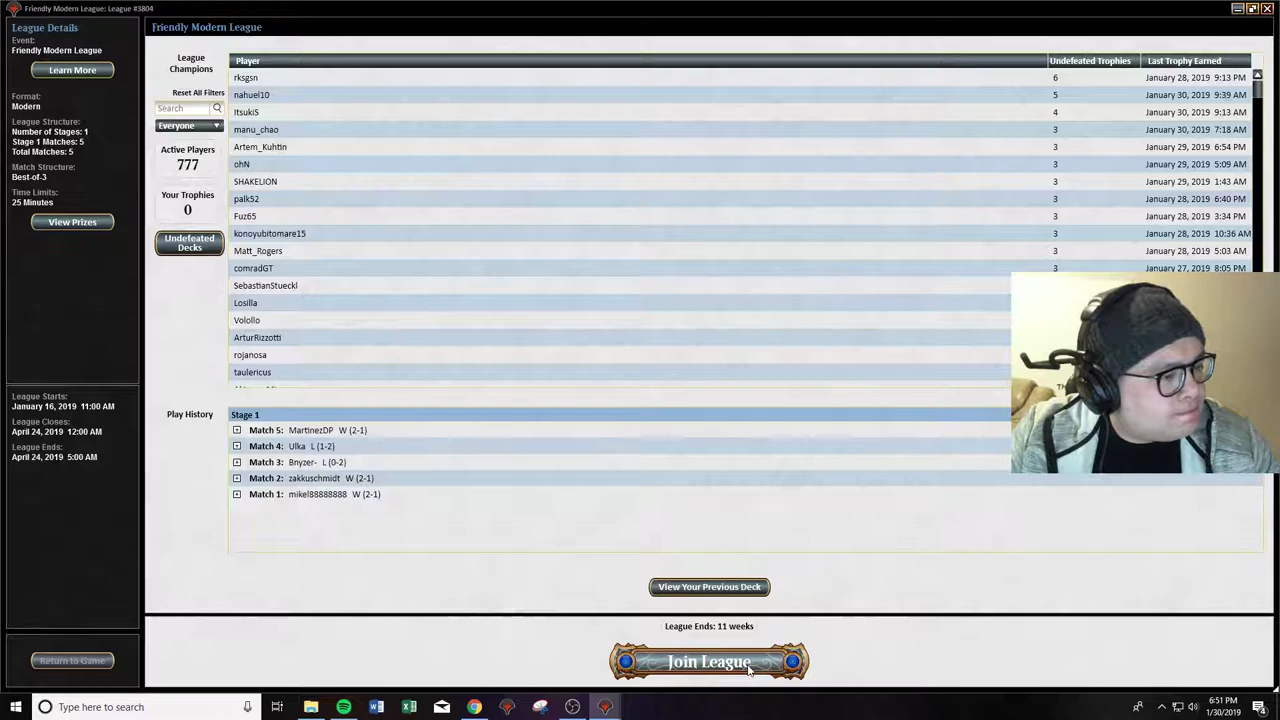 Friendly Modern League: League #3804
League Details
Event:
Friendly Modern League
Learn More
Format:
Modern
League Structure:
Number of Stages: 1
Stage 1 Matches: 5
Total Matches: 5
Match Structure:
Best-of-3
Time Limits:
25 Minutes
View Prizes
League Starts:
January 16, 2019 11:00 AM
League Closes:
April 24, 2019 12:00 AM
League Ends:
April 24, 2019 5:00 AM
Return to Game
Friendly Modern League
League
Champions
Reset All Filters
Search
Everyone
Active Players
777
Your Trophies
0
Undefeated
Decks
Player Undefeated Trophies Last Trophy Earned
rksgsn 6 January 28, 2019 9:13 PM
nahuel10 5 January 30, 2019 9:39 AM
ItsukiS 4 January 30, 2019 9:13 AM
manu_chao 3 January 30, 2019 7:18 AM
Artem_Kuhtin 3 January 29, 2019 6:54 PM
ohN 3 January 29, 2019 5:09 AM
SHAKELION 3 January 29, 2019 1:43 AM
palk52 3 January 28, 2019 6:40 PM
Fuz65 3 January 28, 2019 3:34 PM
konoyubitomare15 3 January 28, 2019 10:36 AM
Matt_Rogers 3 January 28, 2019 5:03 AM
comradGT 3 January 27, 2019 8:05 PM
SebastianStueckl
Losilla
Volollo
ArturRizzotti
rojanosa
taulericus
Play History
Stage 1
Match 5: MartinezDP W (2-1)
Match 4: Ulka L (1-2)
Match 3: Bnyzer- L (0-2)
Match 2: zakkuschmidt W (2-1)
Match 1: mikel88888888 W (2-1)
View Your Previous Deck
League Ends: 11 weeks
Join League
Type here to search
6:51 PM
1/30/2019
4